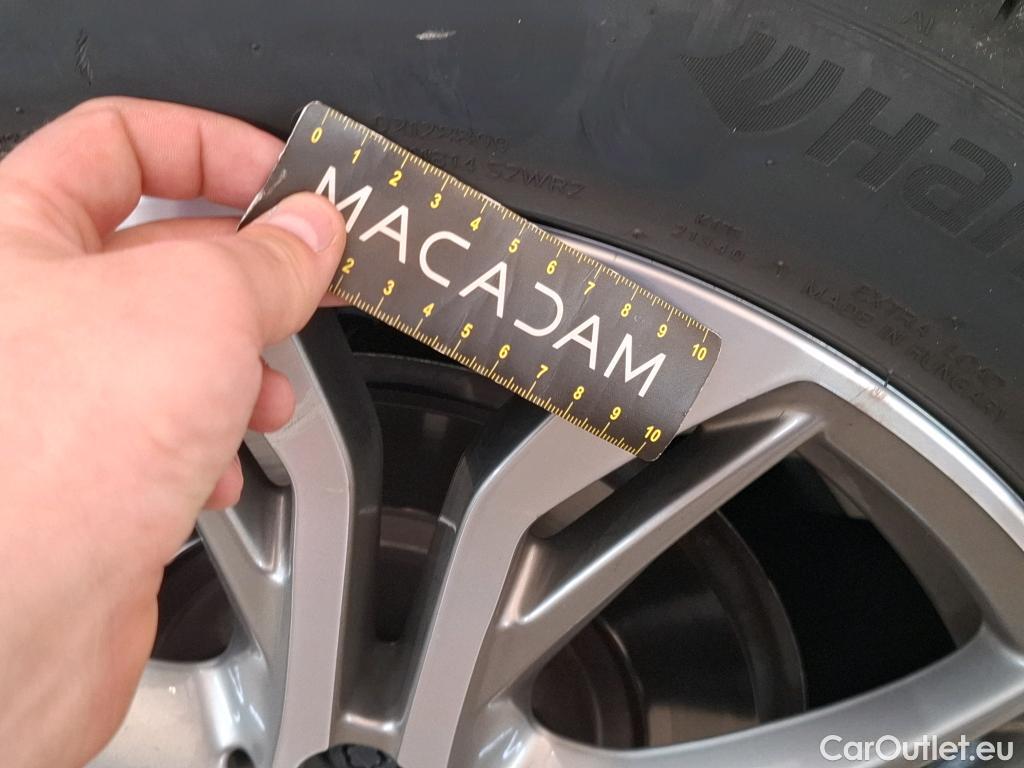 Han
EXTRA LOAD
MADE IN HUNGARY
0 1 2 3 4 5 6 7 8 9 10
MACADAM
2 3 4 5 6 7 8 9 10
CarOutlet.eu